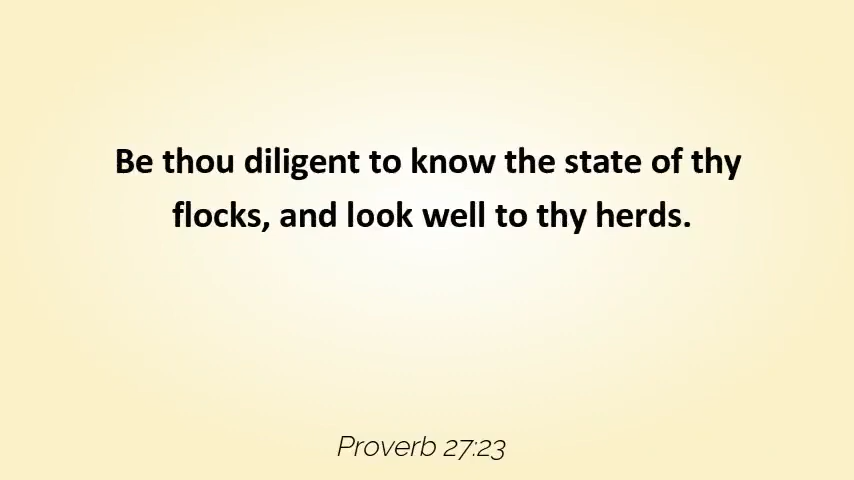 Be thou diligent to know the state of thy
flocks, and look well to thy herds.
Proverb 27:23